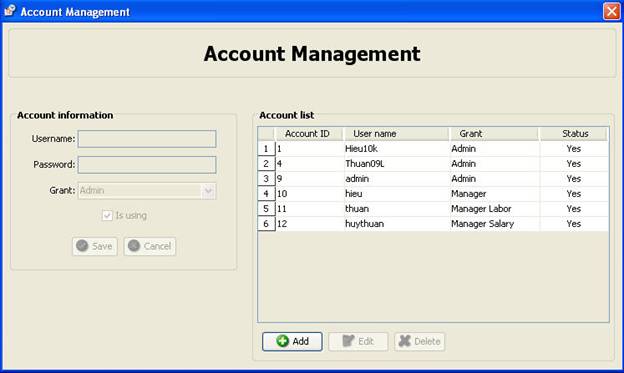 Account Management
Account Management
Account information
Username:
Password:
Grant: Admin
Is using
Save Cancel
Account list
Account ID User name Grant Status
1 1 Hieu10k Admin Yes
2 4 Thuan09L Admin Yes
3 9 admin Admin Yes
4 10 hieu Manager Yes
5 11 thuan Manager Labor Yes
6 12 huythuan Manager Salary Yes
Add Edit Delete